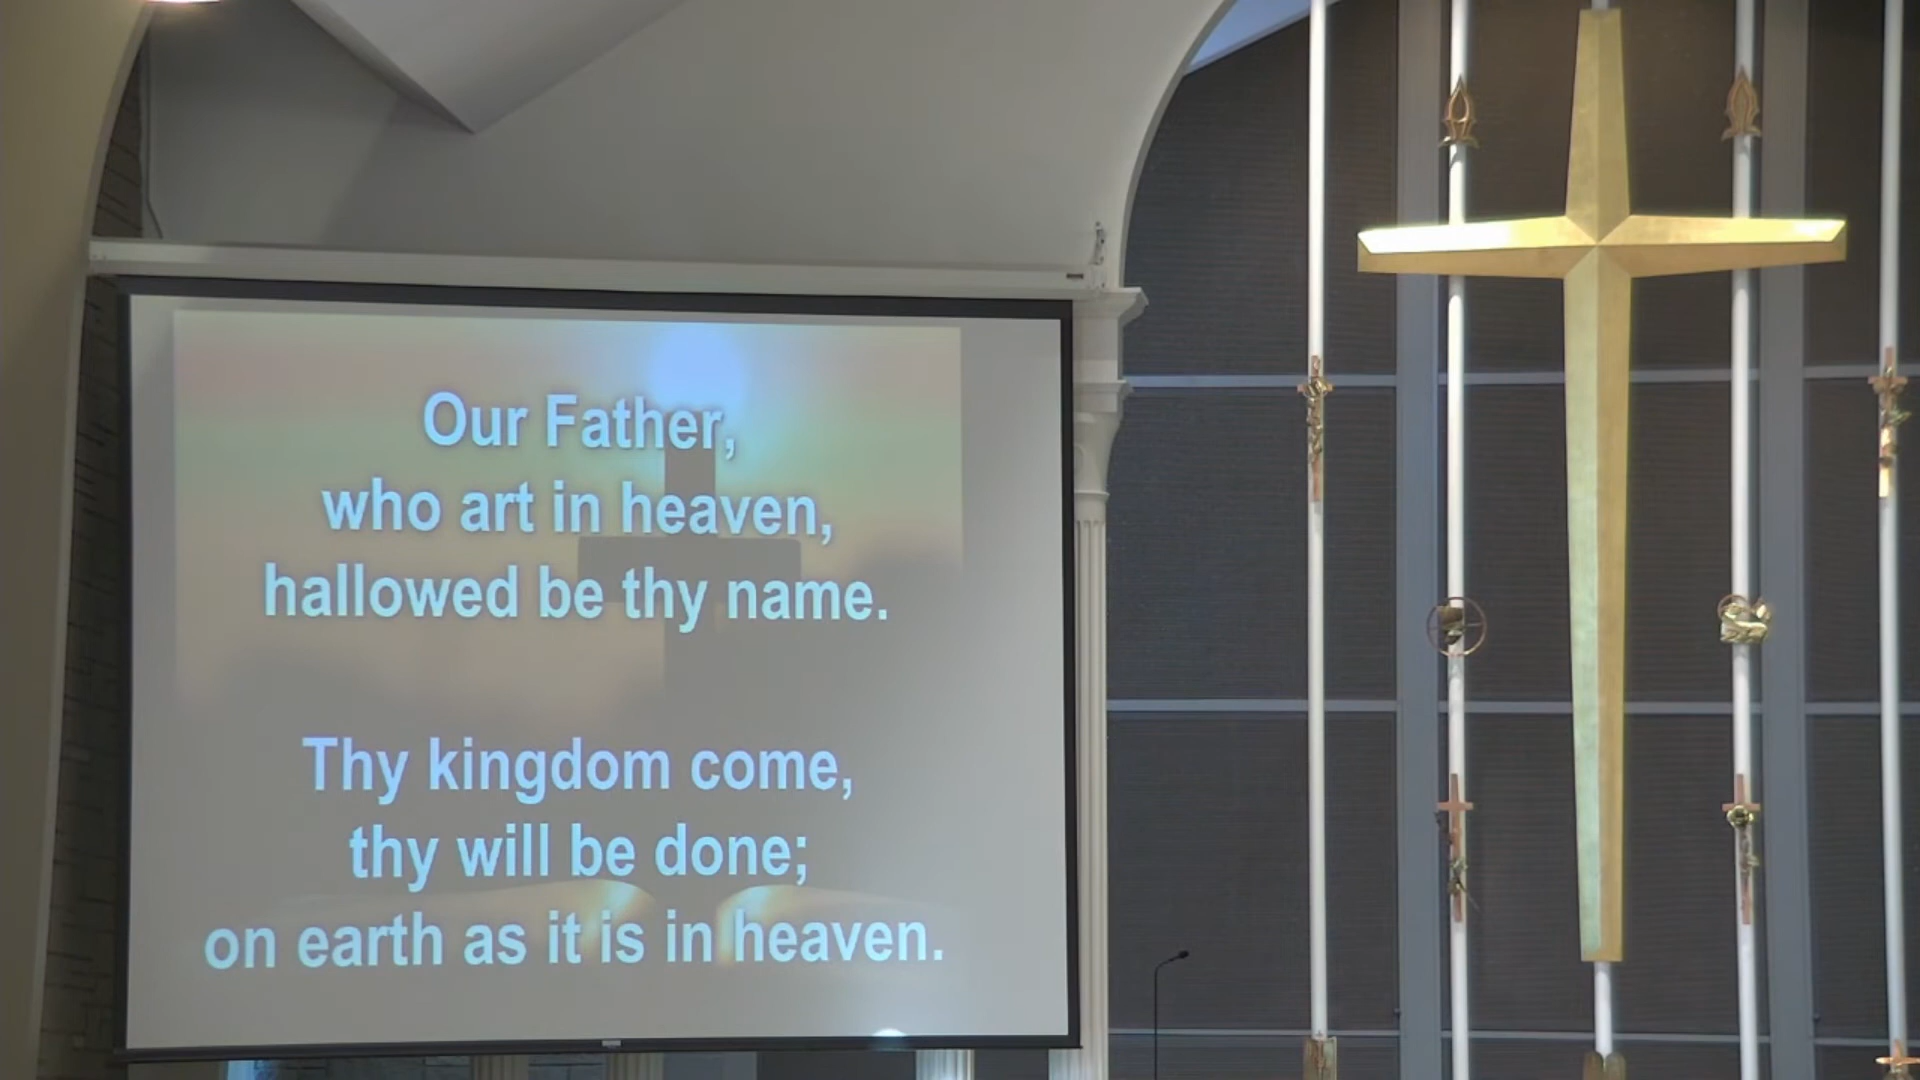 Our Father,
who art in heaven,
hallowed be thy name.
Thy kingdom come,
thy will be done;
on earth as it is in heaven.